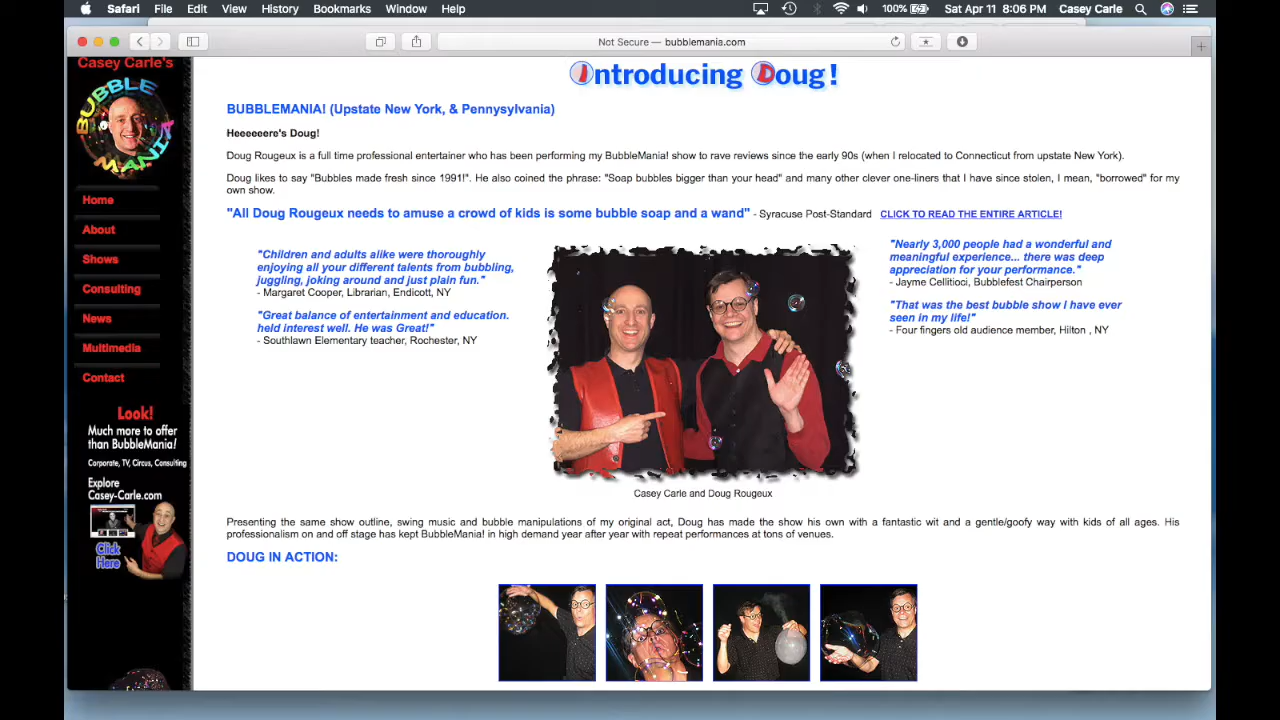 Safari File Edit View History Bookmarks Window Help 100% Sat Apr 11 8:06 PM Casey Carle
Not Secure — bubblemania.com
Casey Carle's
BUBBLE
MANIA
Home
About
Shows
Consulting
News
Multimedia
Contact
Look!
Much more to offer
than BubbleMania!
Corporate, TV, Circus, Consulting
Explore
Casey-Carle.com
Click
Here
Introducing Doug!
BUBBLEMANIA! (Upstate New York, & Pennysylvania)
Heeeeeere's Doug!
Doug Rougeux is a full time professional entertainer who has been performing my BubbleMania! show to rave reviews since the early 90s (when I relocated to Connecticut from upstate New York).
Doug likes to say "Bubbles made fresh since 1991!". He also coined the phrase: "Soap bubbles bigger than your head" and many other clever one-liners that I have since stolen, I mean, "borrowed" for my
own show.
"All Doug Rougeux needs to amuse a crowd of kids is some bubble soap and a wand" - Syracuse Post-Standard CLICK TO READ THE ENTIRE ARTICLE!
"Children and adults alike were thoroughly
enjoying all your different talents from bubbling,
juggling, joking around and just plain fun."
- Margaret Cooper, Librarian, Endicott, NY
"Great balance of entertainment and education.
held interest well. He was Great!"
- Southlawn Elementary teacher, Rochester, NY
"Nearly 3,000 people had a wonderful and
meaningful experience... there was deep
appreciation for your performance."
- Jayme Cellitioci, Bubblefest Chairperson
"That was the best bubble show I have ever
seen in my life!"
- Four fingers old audience member, Hilton , NY
Casey Carle and Doug Rougeux
Presenting the same show outline, swing music and bubble manipulations of my original act, Doug has made the show his own with a fantastic wit and a gentle/goofy way with kids of all ages. His
professionalism on and off stage has kept BubbleMania! in high demand year after year with repeat performances at tons of venues.
DOUG IN ACTION: